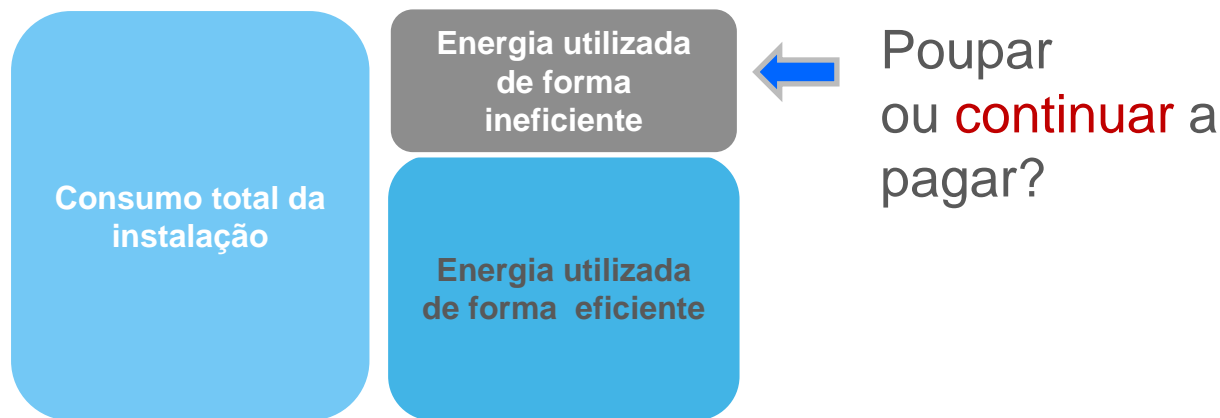 Consumo total da
instalação
Energia utilizada
de forma
ineficiente
Energia utilizada
de forma eficiente
Poupar
ou continuar a
pagar?